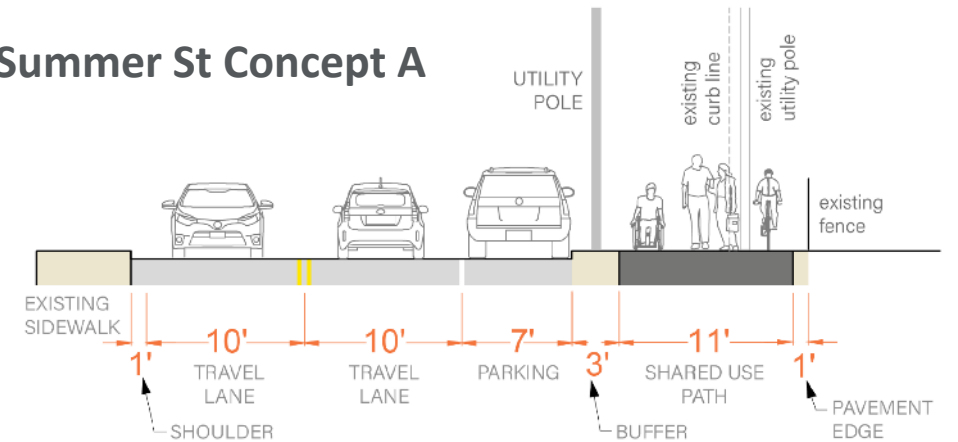 Summer St Concept A
UTILITY
POLE
existing
curb line
existing
utility pole
existing
fence
EXISTING
SIDEWALK
1'
10'
10'
7'
3'
11'
1'
TRAVEL
LANE
TRAVEL
LANE
PARKING
SHARED USE
PATH
SHOULDER
BUFFER
PAVEMENT
EDGE